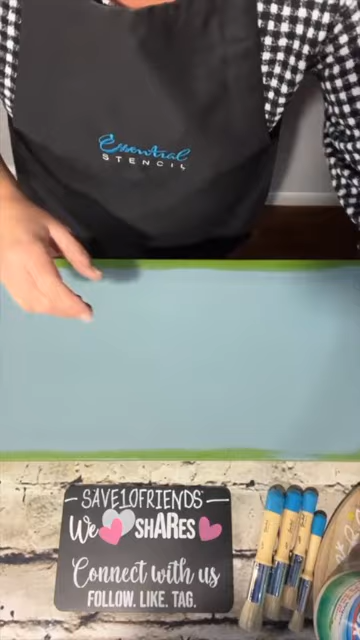 Essential
STENCIL
SAVE10FRIENDS
We shARes
Connect with us
FOLLOW. LIKE. TAG.